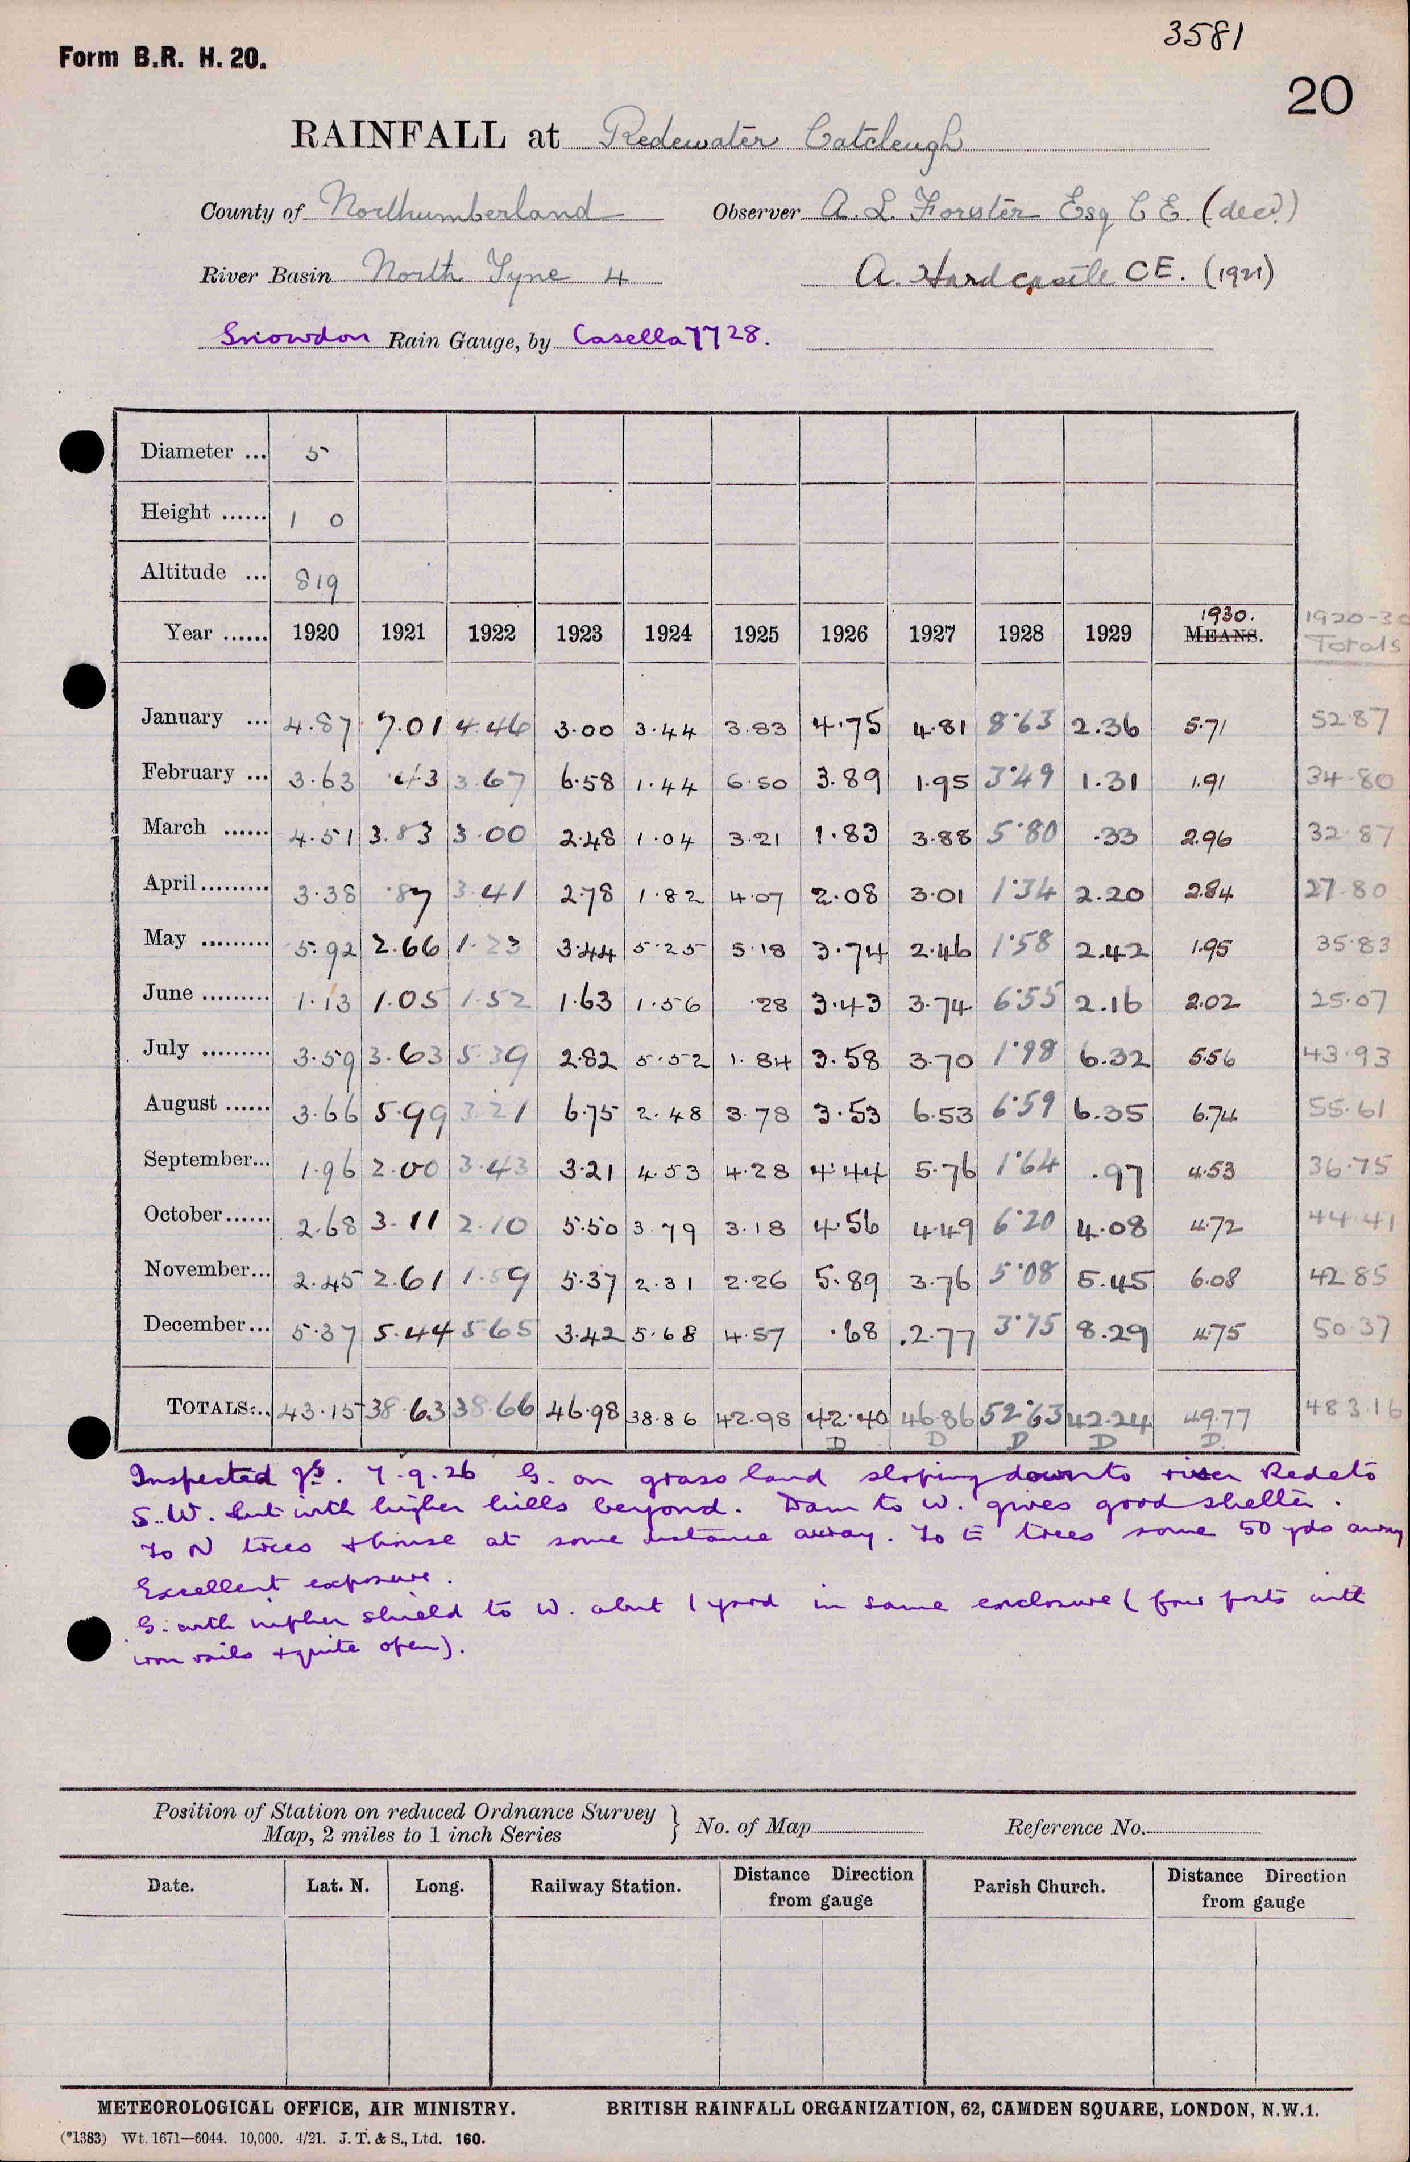 3581
Form B.R. H. 20.
20
RAINFALL at Redewater Catcleugh
County of Northumberland Observer A. L. Forster Esq C E. (decd.)
River Basin North Tyne 4 A. Hardcastle CE. (1921)
Snowdon Rain Gauge, by Casella 7728.
Diameter ... 5
Height ...... 1 0
Altitude ... 819
Year ...... 1920 1921 1922 1923 1924 1925 1926 1927 1928 1929 1930. MEANS. 1920-30 Totals
January ... 4.87 7.01 4.46 3.00 3.44 3.83 4.75 4.81 8.63 2.36 5.71 52.87
February ... 3.63 .43 3.67 6.58 1.44 6.50 3.89 1.95 3.49 1.31 1.91 34.80
March ...... 4.51 3.83 3.00 2.48 1.04 3.21 1.83 3.88 5.80 .33 2.96 32.87
April ......... 3.38 .87 3.41 2.78 1.82 4.07 2.08 3.01 1.34 2.20 2.84 27.80
May ......... 5.92 2.66 1.23 3.44 5.25 5.18 3.74 2.46 1.58 2.42 1.95 35.83
June ......... 1.13 1.05 1.52 1.63 1.56 .28 3.43 3.74 6.55 2.16 2.02 25.07
July ......... 3.59 3.63 5.39 2.82 5.52 1.84 3.58 3.70 1.98 6.32 5.56 43.93
August ...... 3.66 5.99 3.21 6.75 2.48 3.78 3.53 6.53 6.59 6.35 6.74 55.61
September... 1.96 2.00 3.43 3.21 4.53 4.28 4.44 5.76 1.64 .97 4.53 36.75
October...... 2.68 3.11 2.10 5.50 3.79 3.18 4.56 4.49 6.20 4.08 4.72 44.41
November... 2.45 2.61 1.59 5.37 2.31 2.26 5.89 3.76 5.08 5.45 6.08 42.85
December... 5.37 5.44 5.65 3.42 5.68 4.57 .68 2.77 3.75 8.29 4.75 50.37
TOTALS... 43.15 38.63 38.66 46.98 38.86 42.98 42.40 46.86 52.63 42.24 49.77 483.16
D D D D D
Inspected 7.9.26 G. on grass land sloping down to river Rede to
S.W. but with higher hills beyond. Dam to W. gives good shelter.
To N trees & house at some distance away. To E trees some 50 yds away
Excellent exposure.
G. with nipher shield to W. about 1 yard in same enclosure (four posts with
iron rails & quite open).
Position of Station on reduced Ordnance Survey Map, 2 miles to 1 inch Series } No. of Map Reference No.
Date. Lat. N. Long. Railway Station. Distance Direction from gauge Parish Church. Distance Direction from gauge
METEOROLOGICAL OFFICE, AIR MINISTRY. BRITISH RAINFALL ORGANIZATION, 62, CAMDEN SQUARE, LONDON, N.W.1.
(*1383) Wt. 1671—6044. 10,000. 4/21. J. T. & S., Ltd. 160.